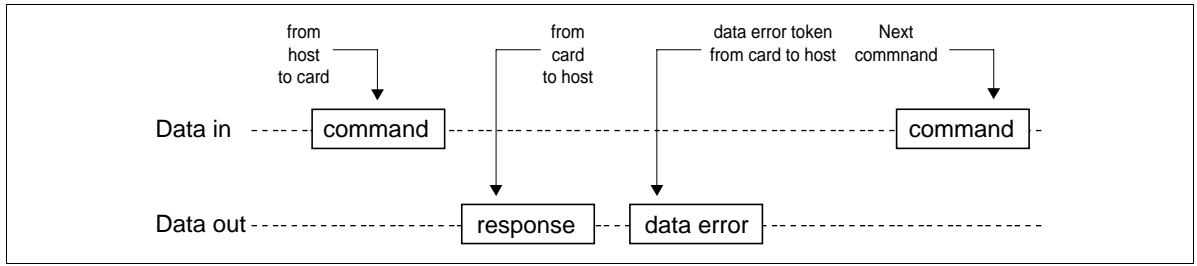 from
host
to card
from
card
to host
data error token
from card to host
Next
commnand
Data in
command
command
Data out
response
data error